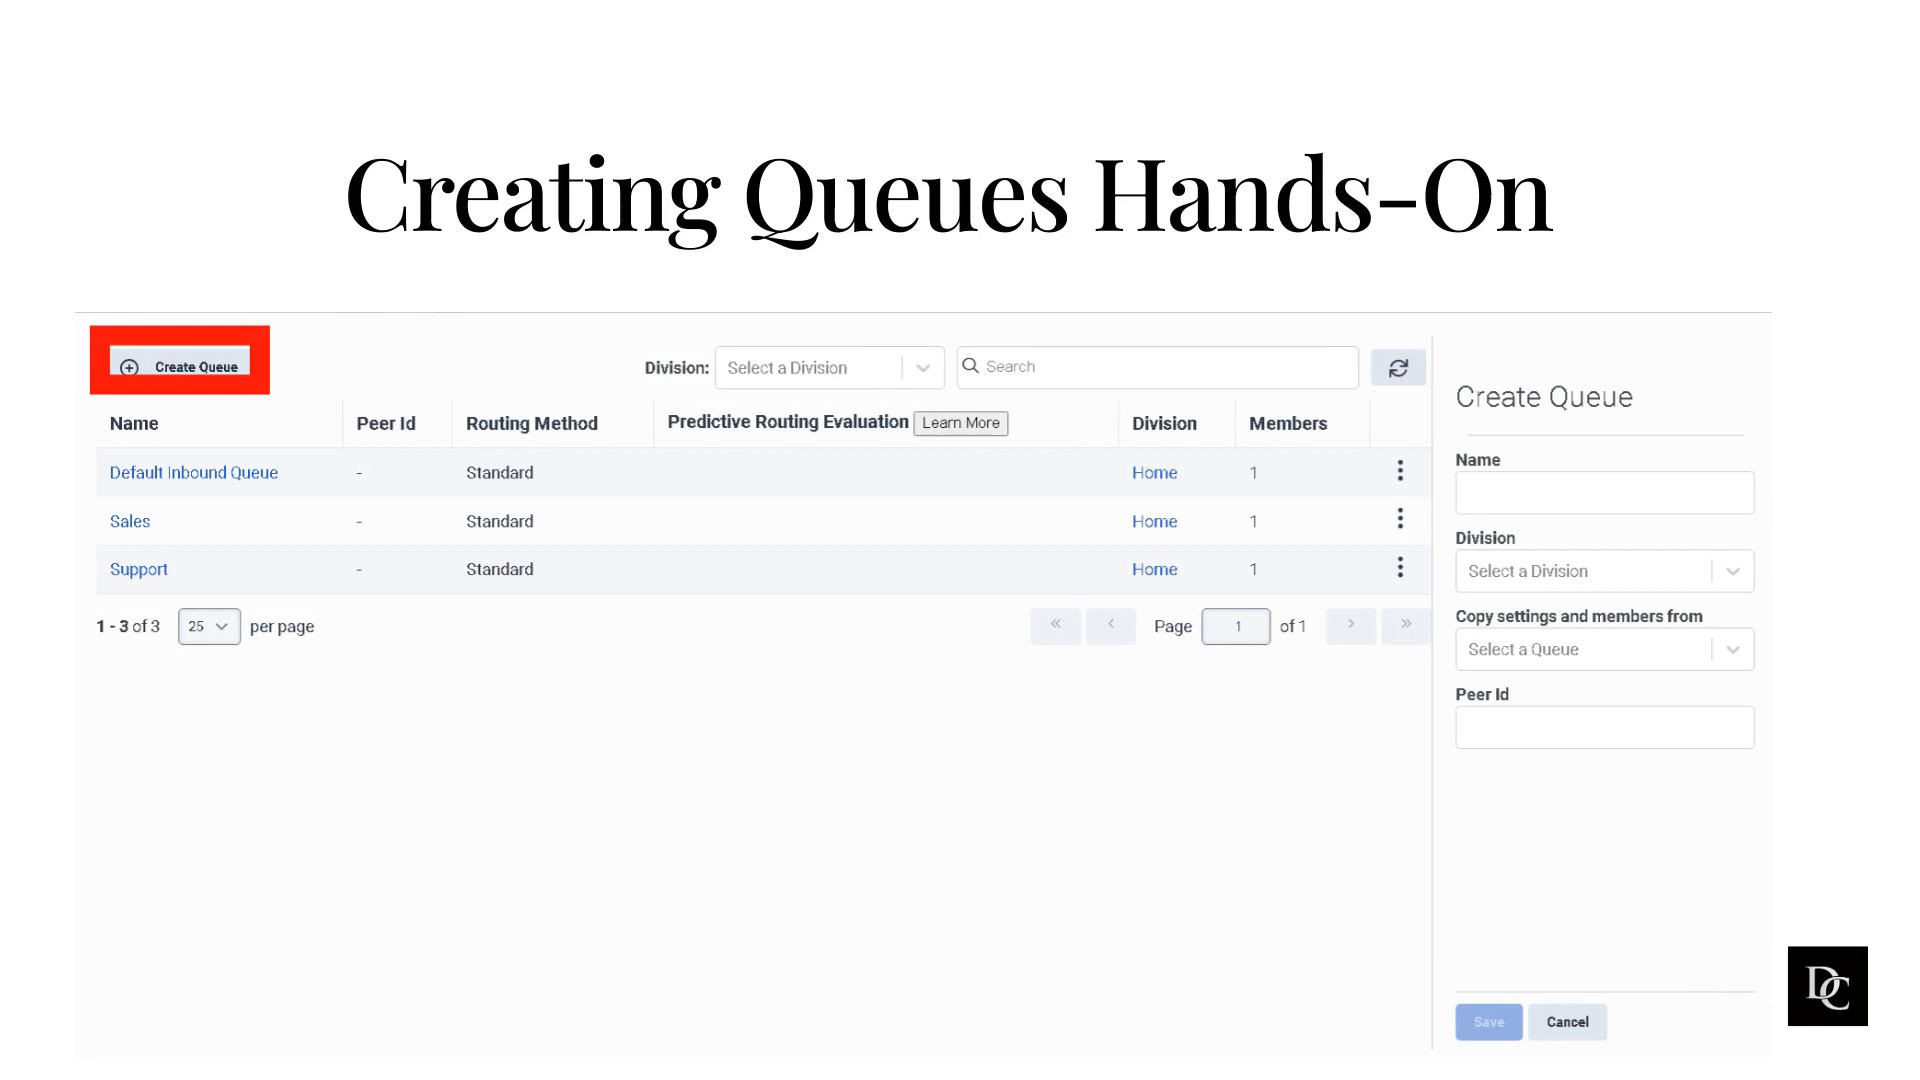 Creating Queues Hands-On
Create Queue
Division: Select a Division
Search
Name Peer Id Routing Method Predictive Routing Evaluation Learn More Division Members
Default Inbound Queue - Standard Home 1
Sales - Standard Home 1
Support - Standard Home 1
1 - 3 of 3 25 per page
« ‹ Page 1 of 1 › »
Create Queue
Name
Division
Select a Division
Copy settings and members from
Select a Queue
Peer Id
Save Cancel
DC